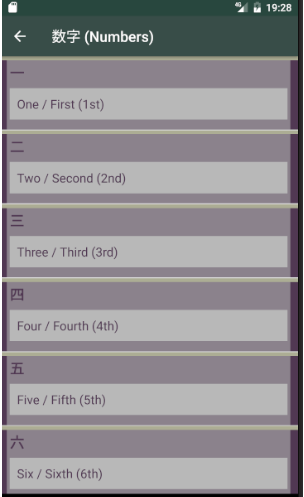 4G 19:28
数字 (Numbers)
一
One / First (1st)
二
Two / Second (2nd)
三
Three / Third (3rd)
四
Four / Fourth (4th)
五
Five / Fifth (5th)
六
Six / Sixth (6th)